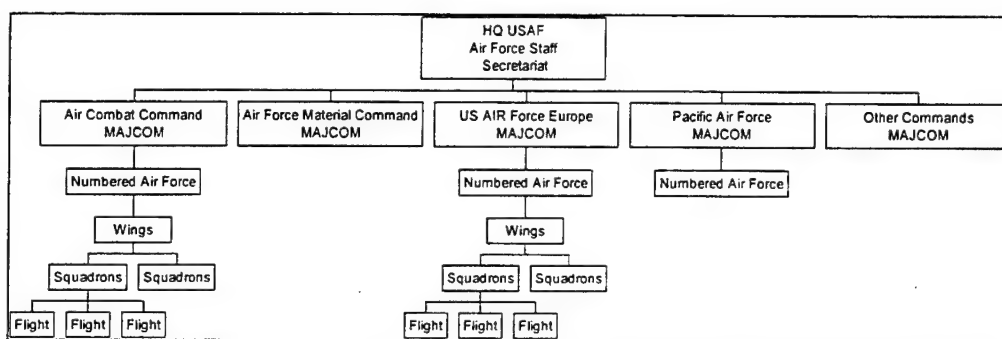 HQ USAF
Air Force Staff
Secretariat
Air Combat Command
MAJCOM
Air Force Material Command
MAJCOM
US AIR Force Europe
MAJCOM
Pacific Air Force
MAJCOM
Other Commands
MAJCOM
Numbered Air Force
Numbered Air Force
Numbered Air Force
Wings
Wings
Squadrons
Squadrons
Squadrons
Squadrons
Flight
Flight
Flight
Flight
Flight
Flight